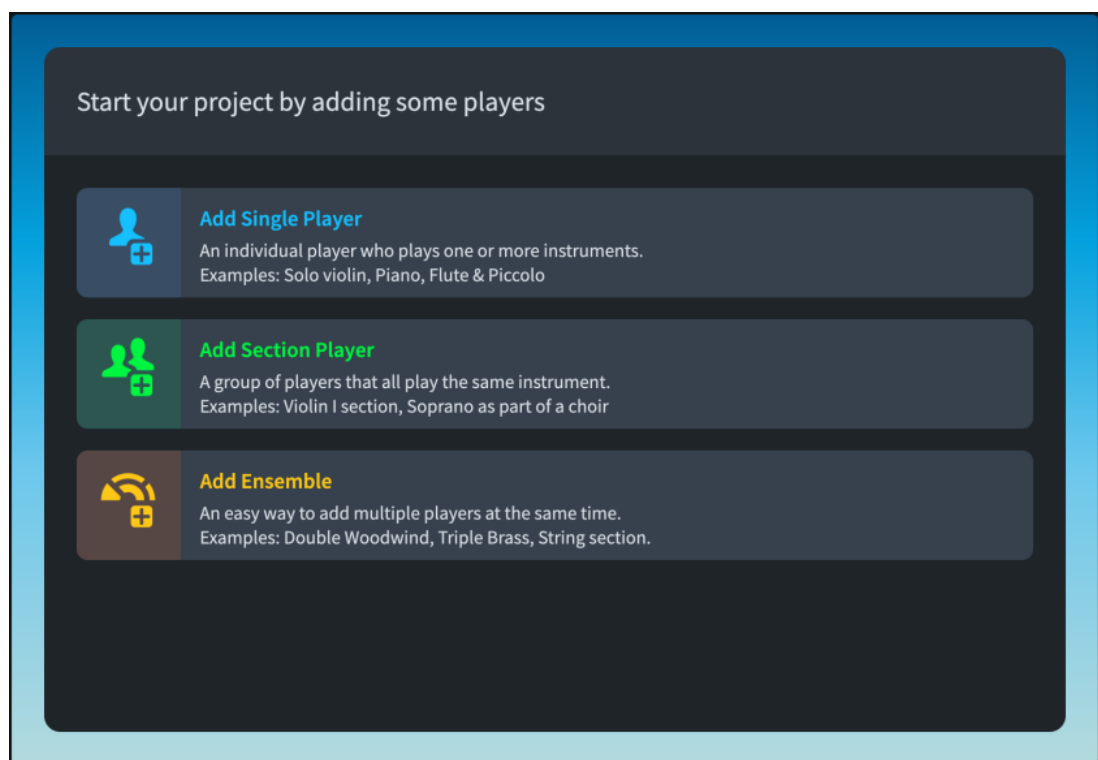 Start your project by adding some players
Add Single Player
An individual player who plays one or more instruments.
Examples: Solo violin, Piano, Flute & Piccolo
Add Section Player
A group of players that all play the same instrument.
Examples: Violin I section, Soprano as part of a choir
Add Ensemble
An easy way to add multiple players at the same time.
Examples: Double Woodwind, Triple Brass, String section.